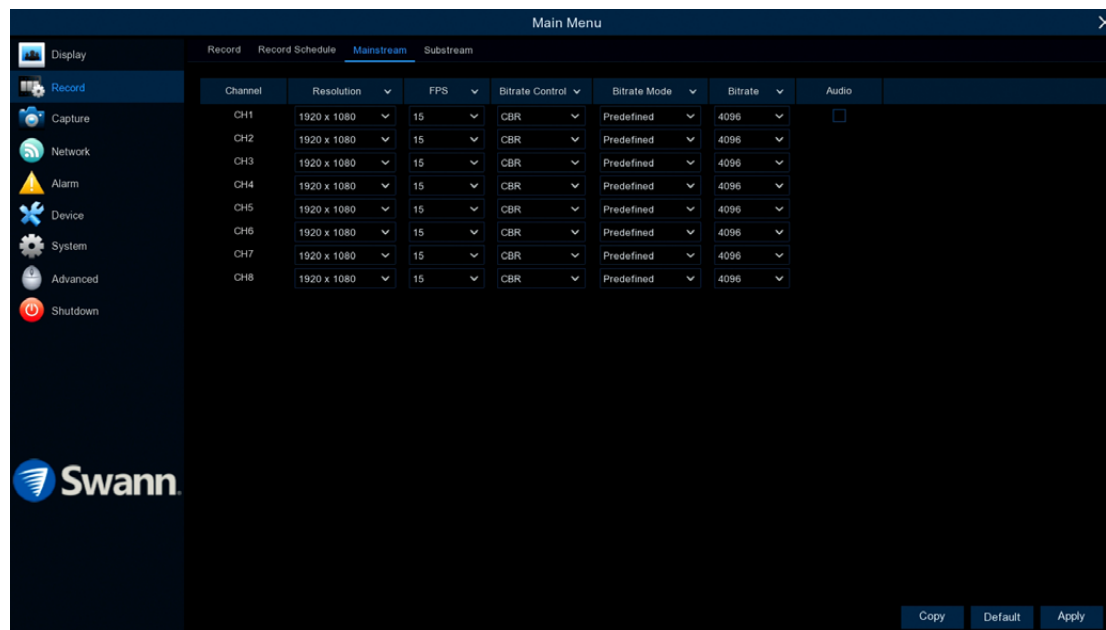 Main Menu
Display
Record
Capture
Network
Alarm
Device
System
Advanced
Shutdown
Swann.
Record Record Schedule Mainstream Substream
Channel Resolution FPS Bitrate Control Bitrate Mode Bitrate Audio
CH1 1920 x 1080 15 CBR Predefined 4096
CH2 1920 x 1080 15 CBR Predefined 4096
CH3 1920 x 1080 15 CBR Predefined 4096
CH4 1920 x 1080 15 CBR Predefined 4096
CH5 1920 x 1080 15 CBR Predefined 4096
CH6 1920 x 1080 15 CBR Predefined 4096
CH7 1920 x 1080 15 CBR Predefined 4096
CH8 1920 x 1080 15 CBR Predefined 4096
Copy Default Apply